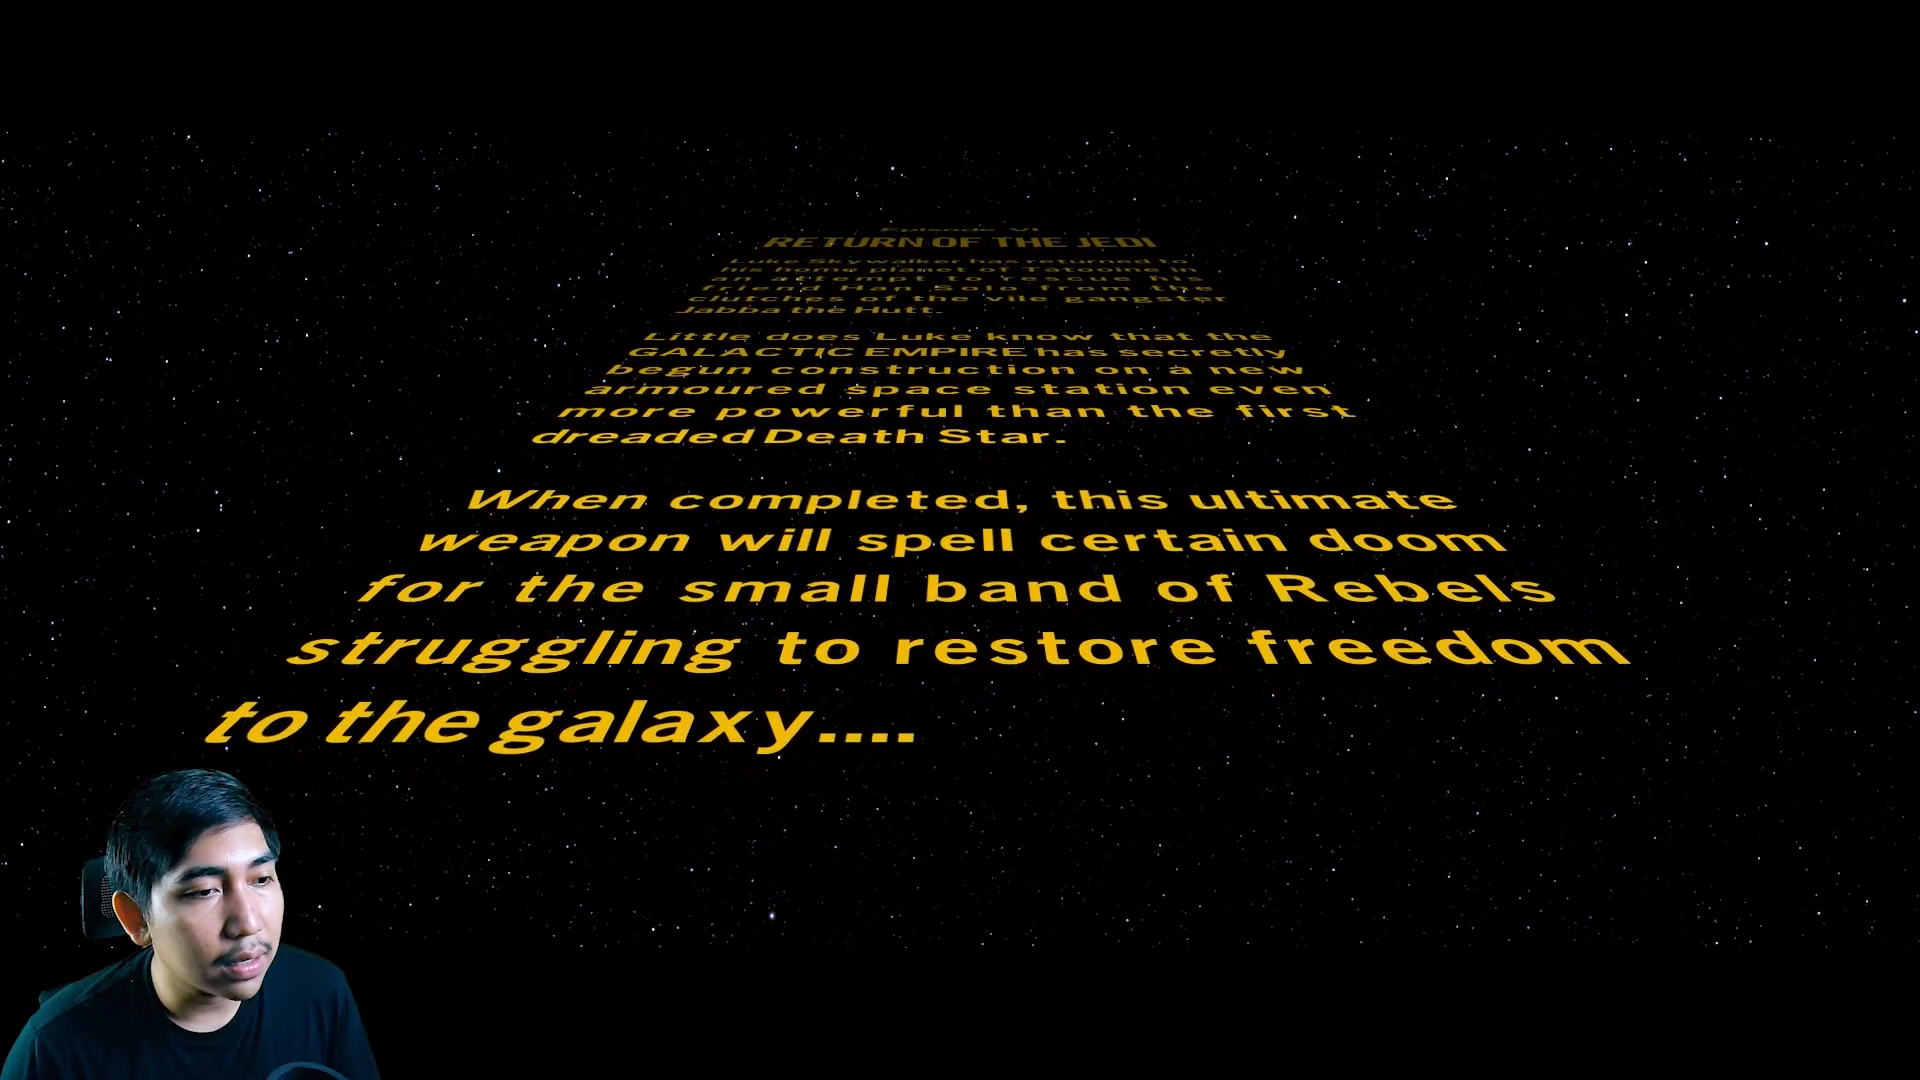 Episode VI
RETURN OF THE JEDI
Luke Skywalker has returned to
his home planet of Tatooine in
an attempt to rescue his
friend Han Solo from the
clutches of the vile gangster
Jabba the Hutt.
Little does Luke know that the
GALACTIC EMPIRE has secretly
begun construction on a new
armoured space station even
more powerful than the first
dreaded Death Star.
When completed, this ultimate
weapon will spell certain doom
for the small band of Rebels
struggling to restore freedom
to the galaxy....